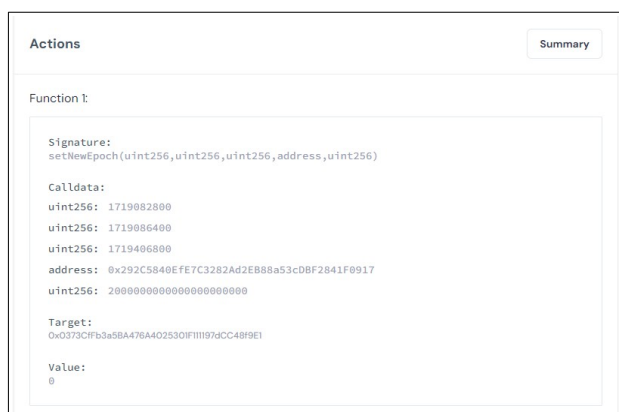 Actions
Summary
Function 1:
Signature:
setNewEpoch(uint256,uint256,uint256,address,uint256)
Calldata:
uint256: 1719082800
uint256: 1719086400
uint256: 1719406800
address: 0x292C5840EfE7C3282Ad2EB88a53cDBF2841F0917
uint256: 2000000000000000000000
Target:
0x0373CfFb3a5BA476A4025301F111197dCC48f9E1
Value:
0